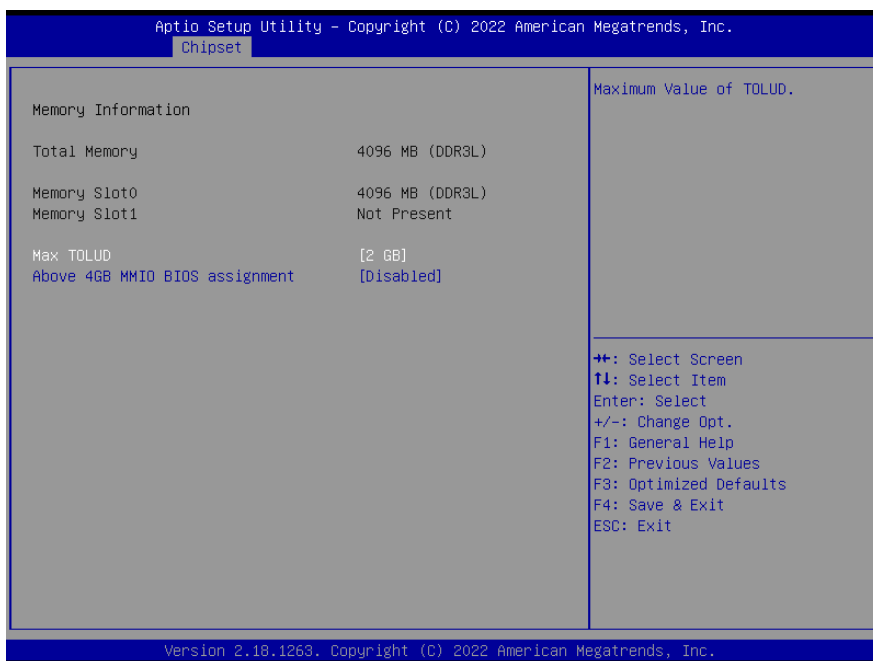 Aptio Setup Utility – Copyright (C) 2022 American Megatrends, Inc.
Chipset
Memory Information
Total Memory 4096 MB (DDR3L)
Memory Slot0 4096 MB (DDR3L)
Memory Slot1 Not Present
Max TOLUD [2 GB]
Above 4GB MMIO BIOS assignment [Disabled]
Maximum Value of TOLUD.
→←: Select Screen
↑↓: Select Item
Enter: Select
+/-: Change Opt.
F1: General Help
F2: Previous Values
F3: Optimized Defaults
F4: Save & Exit
ESC: Exit
Version 2.18.1263. Copyright (C) 2022 American Megatrends, Inc.